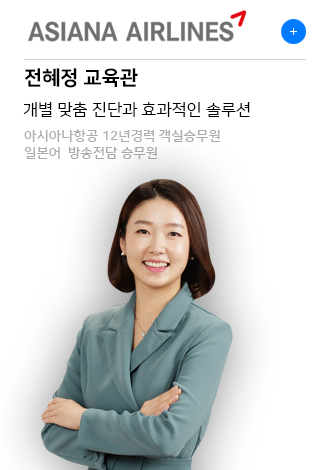 ASIANA AIRLINES
전혜정 교육관
개별 맞춤 진단과 효과적인 솔루션
아시아나항공 12년경력 객실승무원
일본어 방송전담 승무원